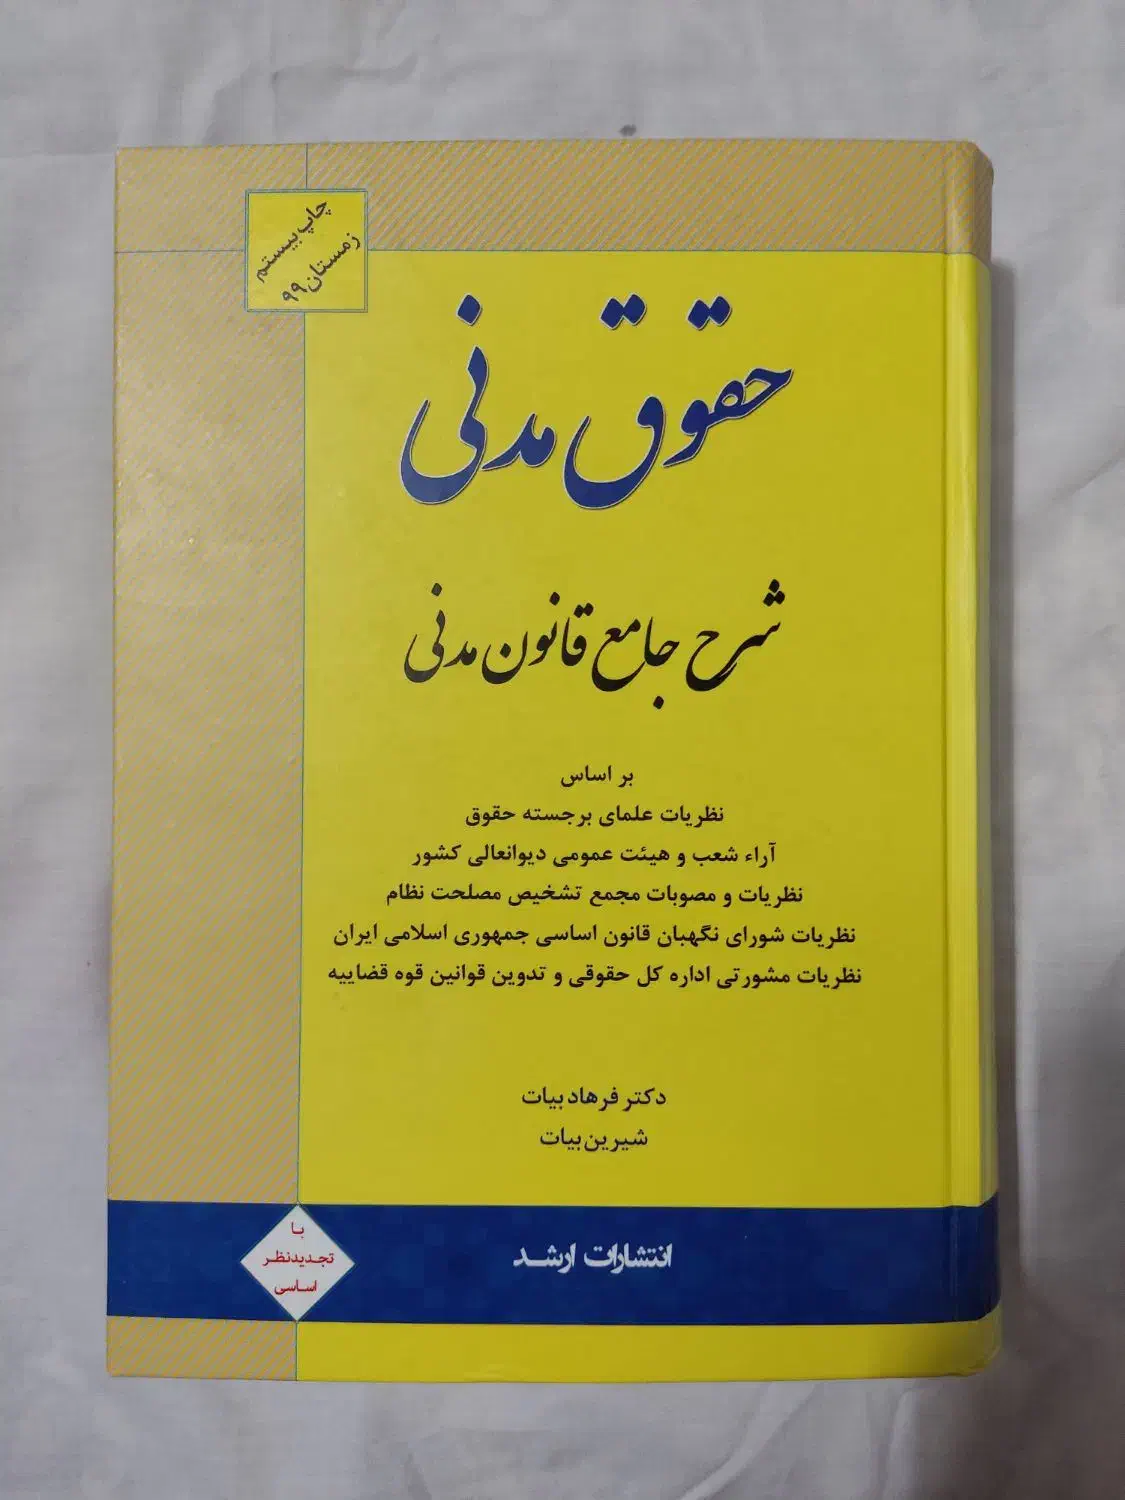 چاپ بیستم
زمستان ۹۹
حقوق مدنی
شرح جامع قانون مدنی
بر اساس
نظریات علمای برجسته حقوق
آراء شعب و هیئت عمومی دیوانعالی کشور
نظریات و مصوبات مجمع تشخیص مصلحت نظام
نظریات شورای نگهبان قانون اساسی جمهوری اسلامی ایران
نظریات مشورتی اداره کل حقوقی و تدوین قوانین قوه قضاییه
دکتر فرهاد بیات
شیرین بیات
انتشارات ارشد
با
تجدیدنظر
اساسی